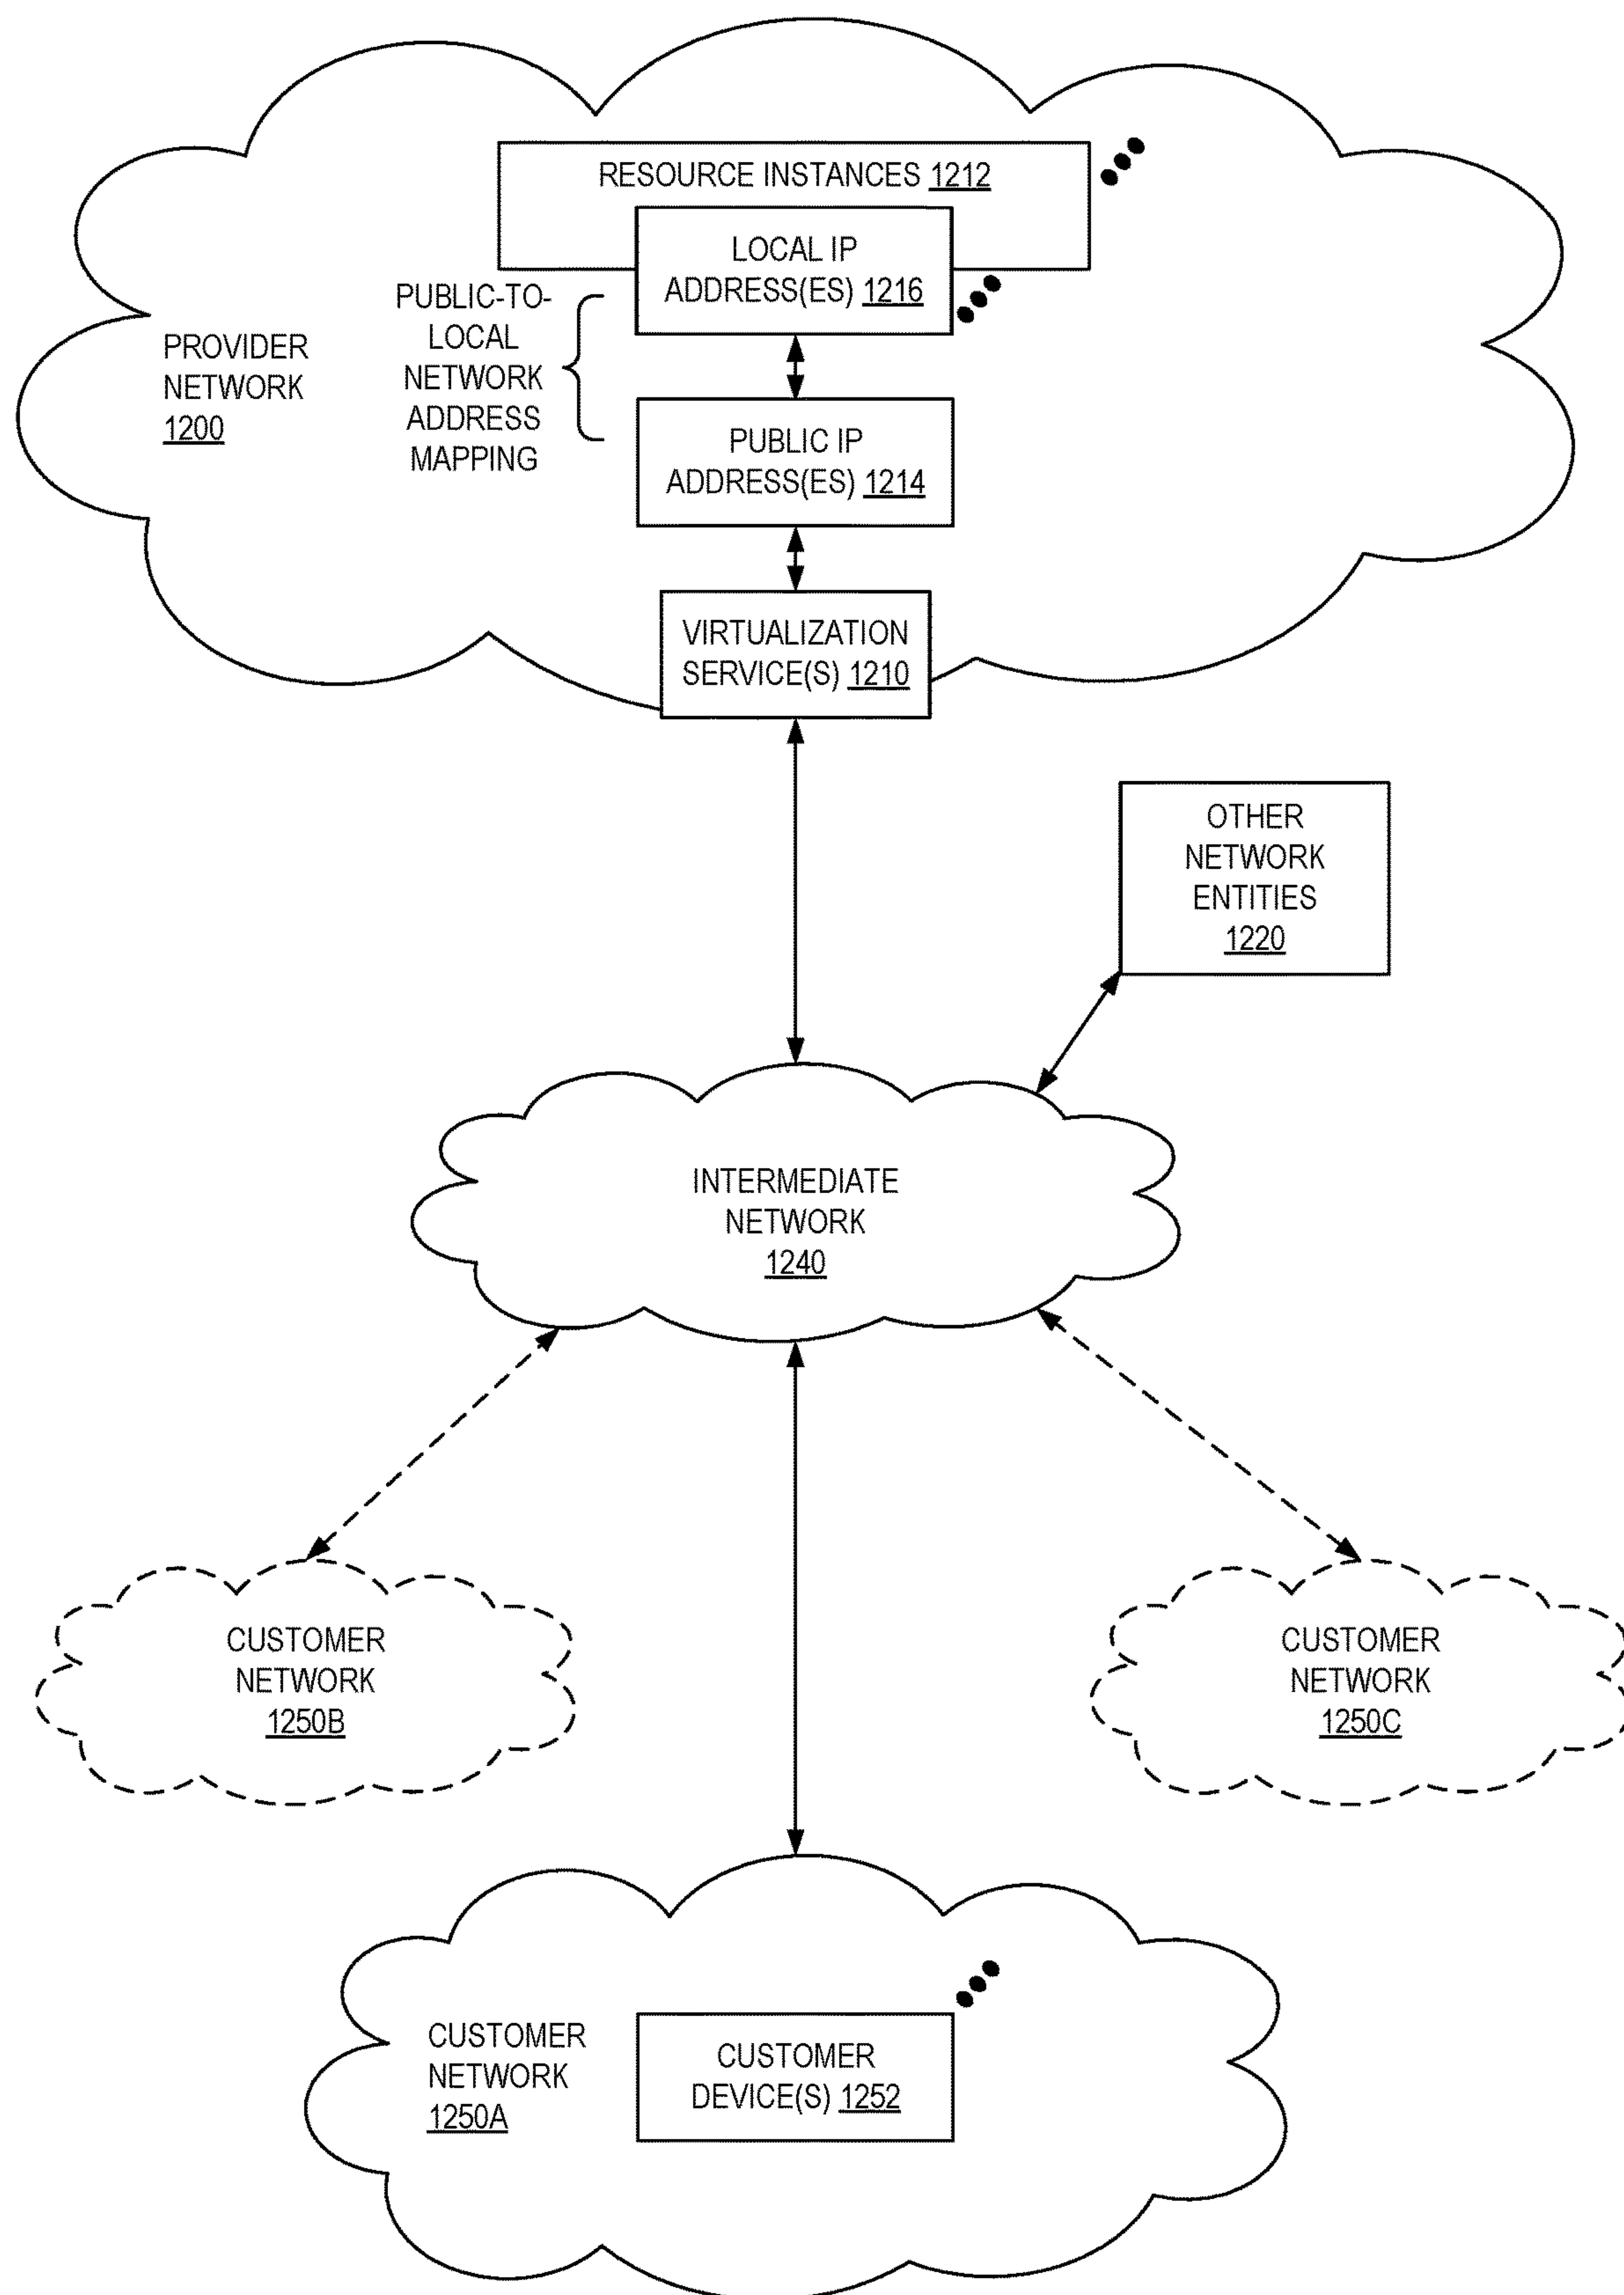 RESOURCE INSTANCES 1212
LOCAL IP
ADDRESS(ES) 1216
PUBLIC-TO-
LOCAL
NETWORK
ADDRESS
MAPPING
PROVIDER
NETWORK
1200
PUBLIC IP
ADDRESS(ES) 1214
VIRTUALIZATION
SERVICE(S) 1210
OTHER
NETWORK
ENTITIES
1220
INTERMEDIATE
NETWORK
1240
CUSTOMER
NETWORK
1250B
CUSTOMER
NETWORK
1250C
CUSTOMER
NETWORK
1250A
CUSTOMER
DEVICE(S) 1252